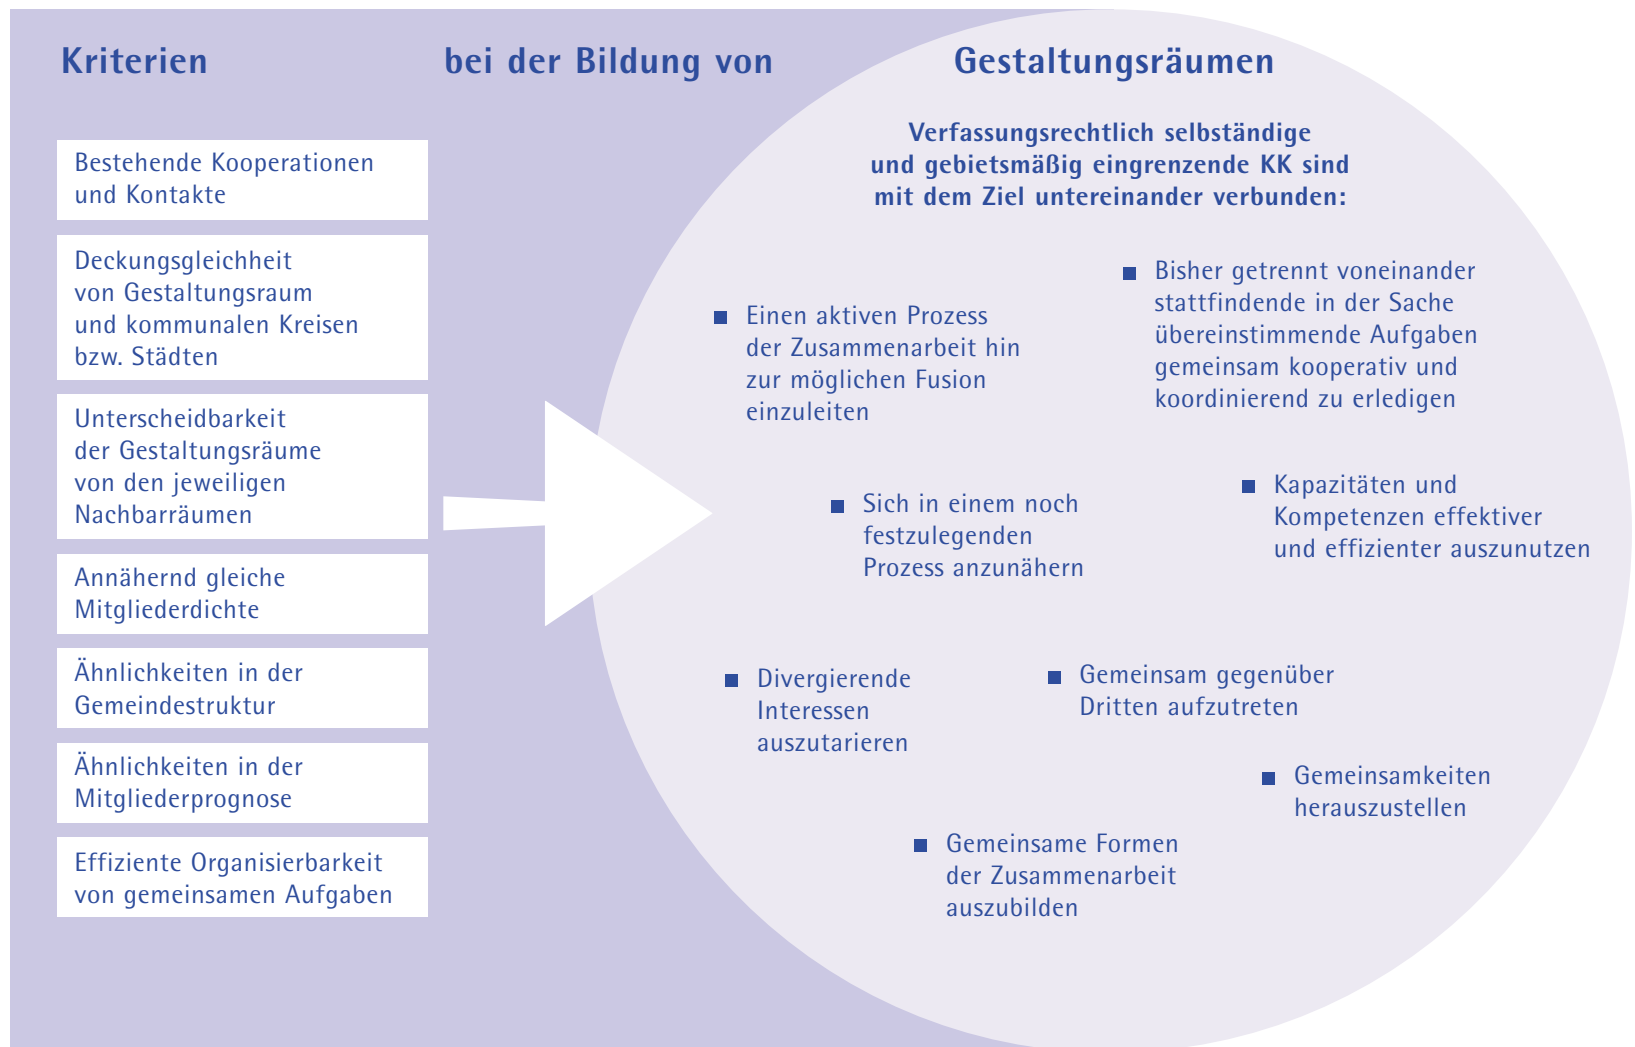 Kriterien bei der Bildung von Gestaltungsräumen
Bestehende Kooperationen
und Kontakte
Deckungsgleichheit
von Gestaltungsraum
und kommunalen Kreisen
bzw. Städten
Unterscheidbarkeit
der Gestaltungsräume
von den jeweiligen
Nachbarräumen
Annähernd gleiche
Mitgliederdichte
Ähnlichkeiten in der
Gemeindestruktur
Ähnlichkeiten in der
Mitgliederprognose
Effiziente Organisierbarkeit
von gemeinsamen Aufgaben
Verfassungsrechtlich selbständige
und gebietsmäßig eingrenzende KK sind
mit dem Ziel untereinander verbunden:
■ Einen aktiven Prozess
der Zusammenarbeit hin
zur möglichen Fusion
einzuleiten
■ Bisher getrennt voneinander
stattfindende in der Sache
übereinstimmende Aufgaben
gemeinsam kooperativ und
koordinierend zu erledigen
■ Sich in einem noch
festzulegenden
Prozess anzunähern
■ Kapazitäten und
Kompetenzen effektiver
und effizienter auszunutzen
■ Divergierende
Interessen
auszutarieren
■ Gemeinsam gegenüber
Dritten aufzutreten
■ Gemeinsamkeiten
herauszustellen
■ Gemeinsame Formen
der Zusammenarbeit
auszubilden